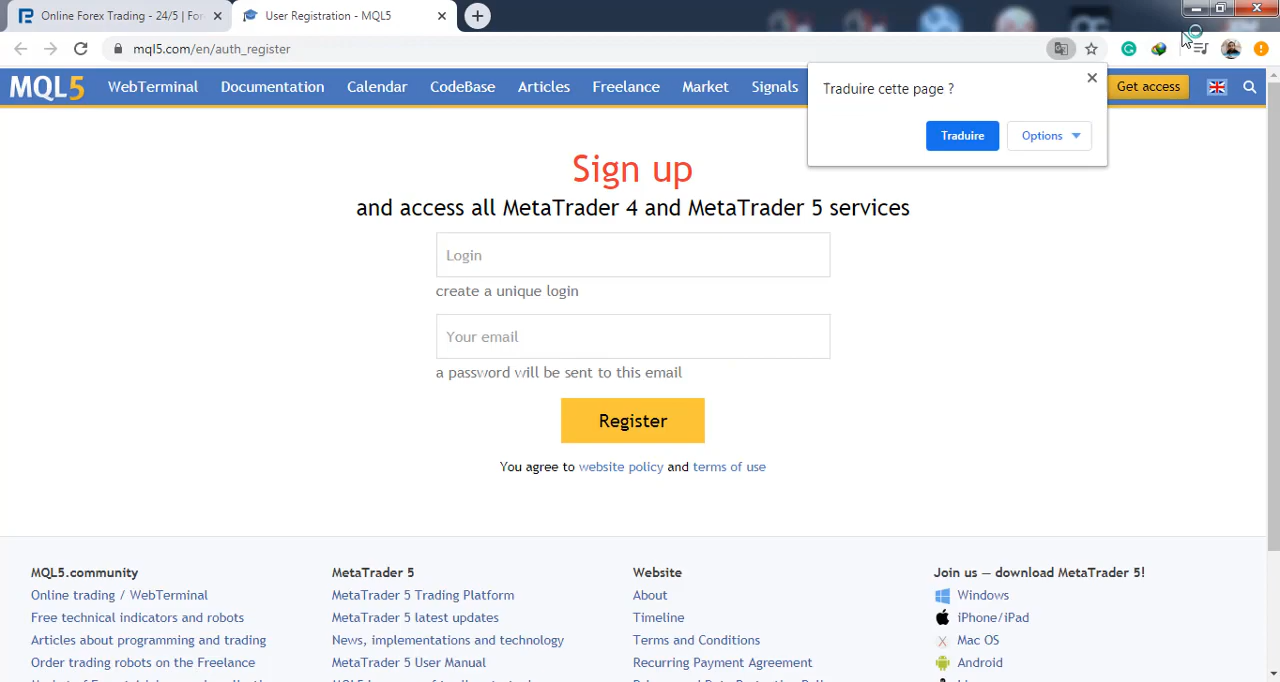 Online Forex Trading - 24/5 | For
User Registration - MQL5
mql5.com/en/auth_register
MQL5 WebTerminal Documentation Calendar CodeBase Articles Freelance Market Signals Get access
Traduire cette page ?
Traduire Options
Sign up
and access all MetaTrader 4 and MetaTrader 5 services
Login
create a unique login
Your email
a password will be sent to this email
Register
You agree to website policy and terms of use
MQL5.community
Online trading / WebTerminal
Free technical indicators and robots
Articles about programming and trading
Order trading robots on the Freelance
MetaTrader 5
MetaTrader 5 Trading Platform
MetaTrader 5 latest updates
News, implementations and technology
MetaTrader 5 User Manual
Website
About
Timeline
Terms and Conditions
Recurring Payment Agreement
Join us — download MetaTrader 5!
Windows
iPhone/iPad
Mac OS
Android